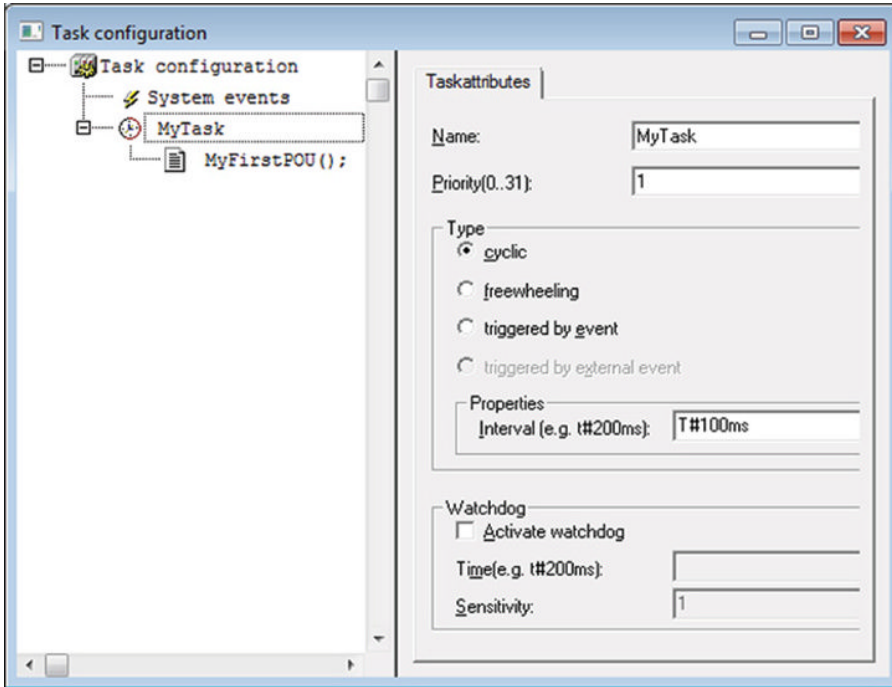 Task configuration
Task configuration
System events
MyTask
MyFirstPOU();
Taskattributes
Name: MyTask
Priority(0..31): 1
Type
cyclic
freewheeling
triggered by event
triggered by external event
Properties
Interval (e.g. t#200ms): T#100ms
Watchdog
Activate watchdog
Time(e.g. t#200ms):
Sensitivity: 1